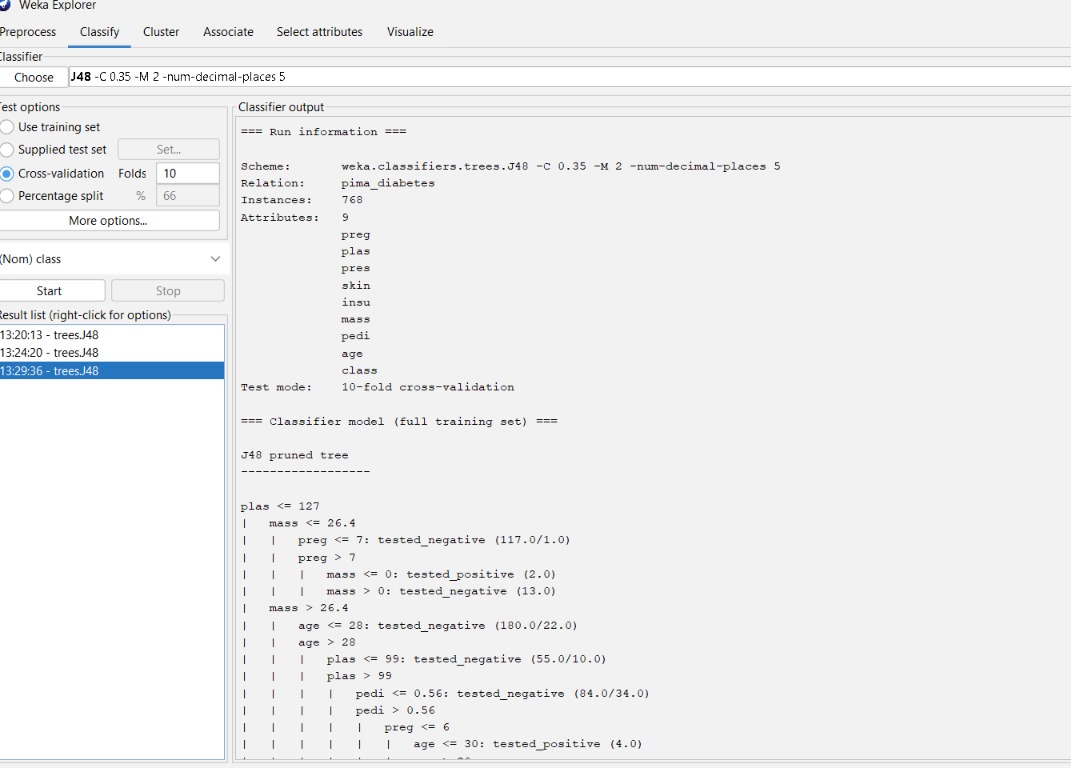 Weka Explorer
Preprocess Classify Cluster Associate Select attributes Visualize
Classifier
Choose J48 -C 0.35 -M 2 -num-decimal-places 5
Test options
Use training set
Supplied test set Set...
Cross-validation Folds 10
Percentage split % 66
More options...
(Nom) class
Start Stop
Result list (right-click for options)
13:20:13 - trees.J48
13:24:20 - trees.J48
13:29:36 - trees.J48
Classifier output
=== Run information ===
Scheme: weka.classifiers.trees.J48 -C 0.35 -M 2 -num-decimal-places 5
Relation: pima_diabetes
Instances: 768
Attributes: 9
preg
plas
pres
skin
insu
mass
pedi
age
class
Test mode: 10-fold cross-validation
=== Classifier model (full training set) ===
J48 pruned tree
------------------
plas <= 127
| mass <= 26.4
| | preg <= 7: tested_negative (117.0/1.0)
| | preg > 7
| | | mass <= 0: tested_positive (2.0)
| | | mass > 0: tested_negative (13.0)
| mass > 26.4
| | age <= 28: tested_negative (180.0/22.0)
| | age > 28
| | | plas <= 99: tested_negative (55.0/10.0)
| | | plas > 99
| | | | pedi <= 0.56: tested_negative (84.0/34.0)
| | | | pedi > 0.56
| | | | | preg <= 6
| | | | | | age <= 30: tested_positive (4.0)